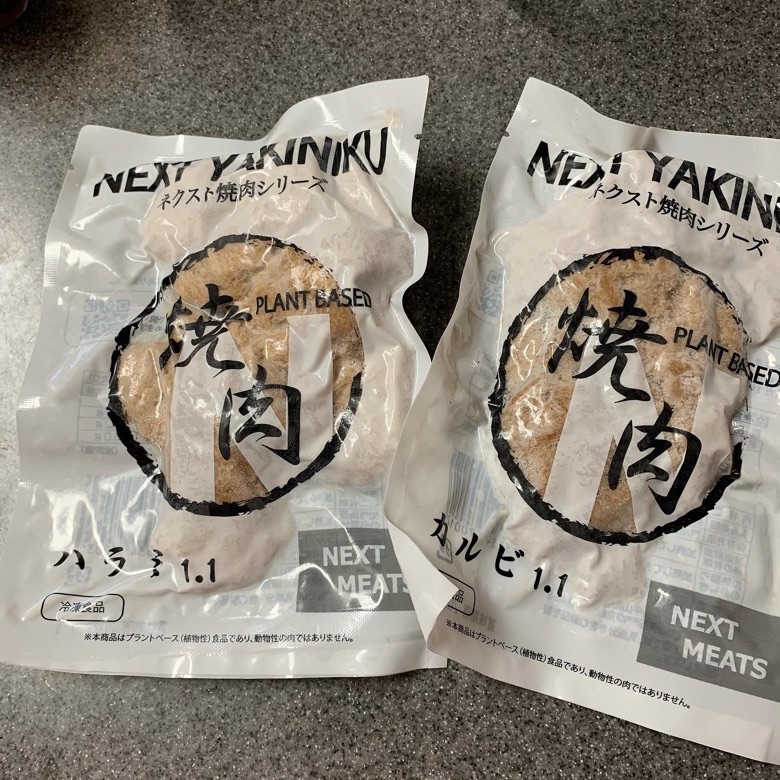 NEXT YAKINIKU
ネクスト焼肉シリーズ
焼肉
PLANT BASED
ハラミ 1.1
NEXT
MEATS
冷凍食品
※本商品はプラントベース(植物性)食品であり、動物性の肉ではありません。
NEXT YAKINI
ネクスト焼肉シリーズ
焼肉
PLANT BASED
カルビ 1.1
NEXT
MEATS
品
※本商品はプラントベース(植物性)食品であり、動物性の肉ではありません。